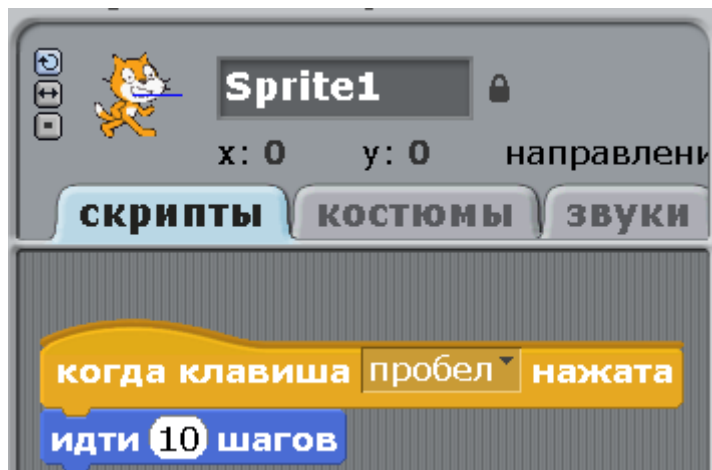 Sprite1
x: 0 y: 0 направлени
скрипты костюмы звуки
когда клавиша пробел нажата
идти 10 шагов